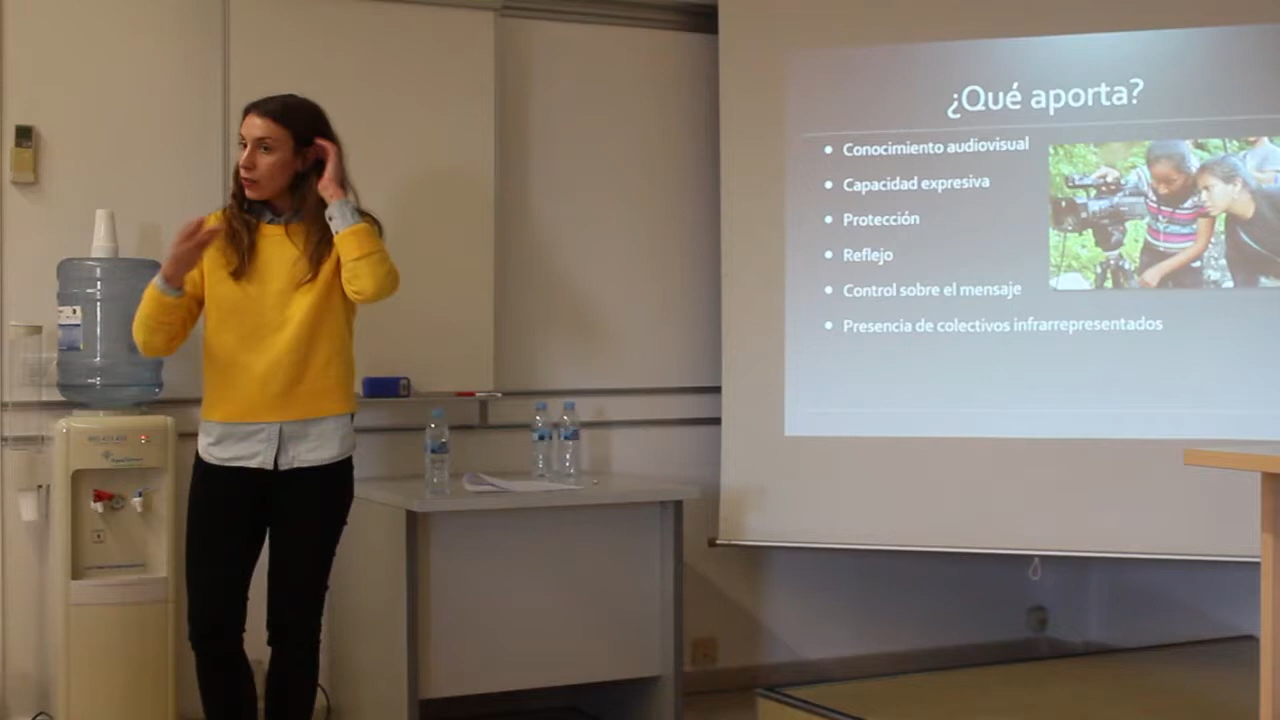 ¿Qué aporta?
Conocimiento audiovisual
Capacidad expresiva
Protección
Reflejo
Control sobre el mensaje
Presencia de colectivos infrarrepresentados